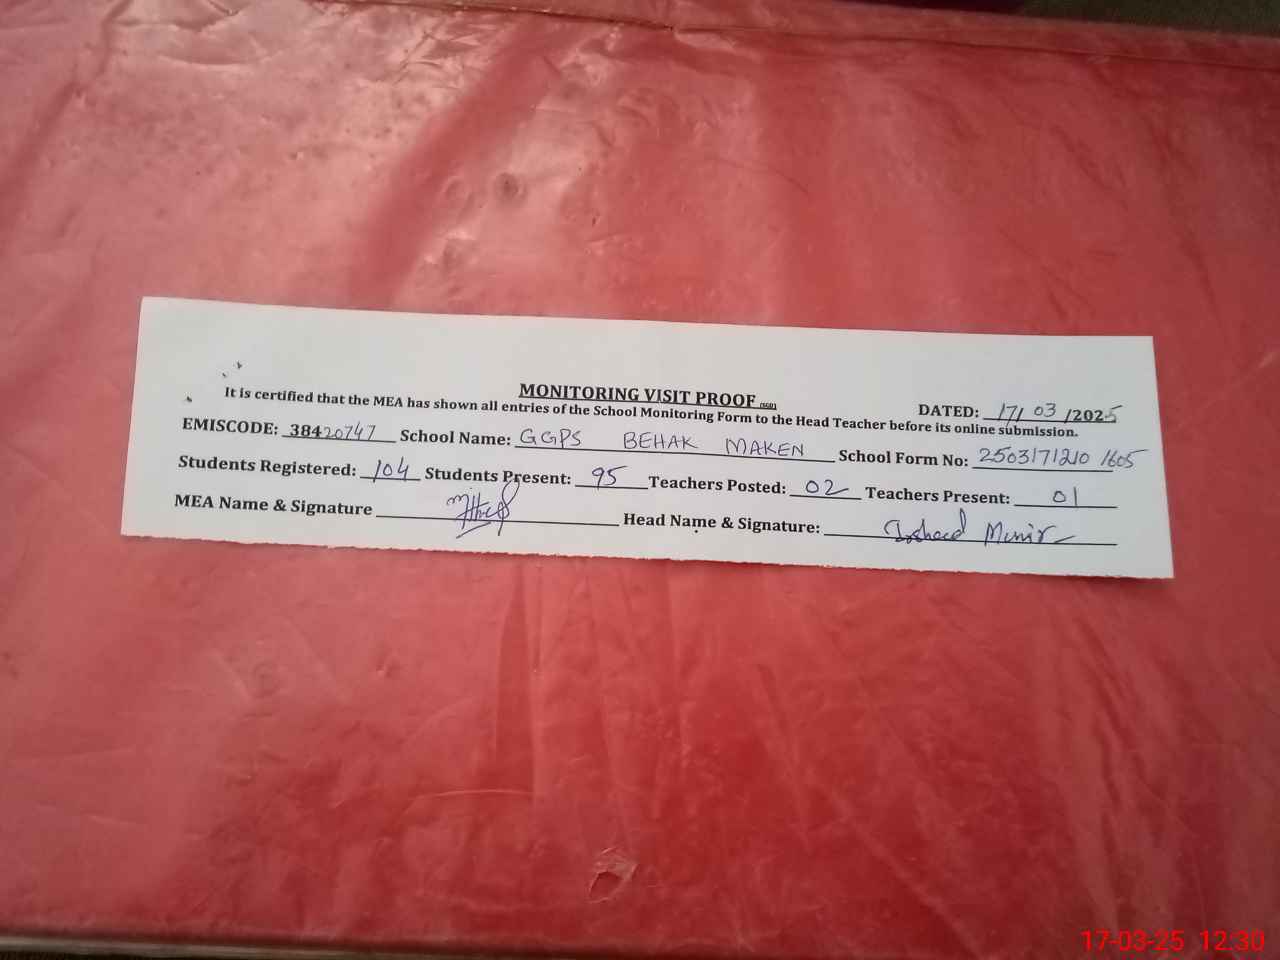 MONITORING VISIT PROOF (SGD)
DATED: 17/ 03 /2025
It is certified that the MEA has shown all entries of the School Monitoring Form to the Head Teacher before its online submission.
EMISCODE: 38420747 School Name: GGPS BEHAK MAKEN School Form No: 2503171210 1605
Students Registered: 104 Students Present: 95 Teachers Posted: 02 Teachers Present: 01
MEA Name & Signature Head Name & Signature: Munir
17-03-25 12:30